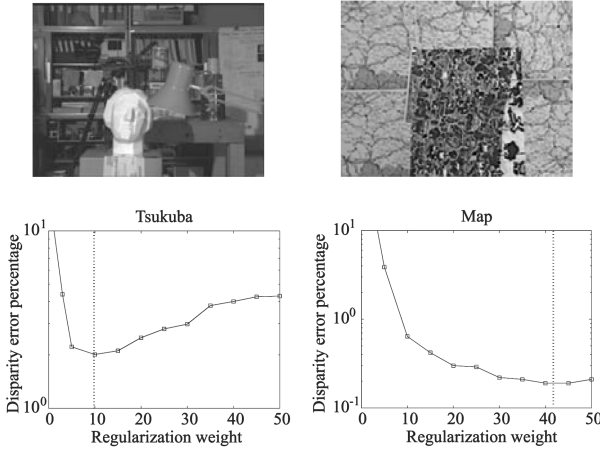 Tsukuba
Disparity error percentage
10^1
10^0
0 10 20 30 40 50
Regularization weight
Map
Disparity error percentage
10^1
10^0
10^-1
0 10 20 30 40 50
Regularization weight